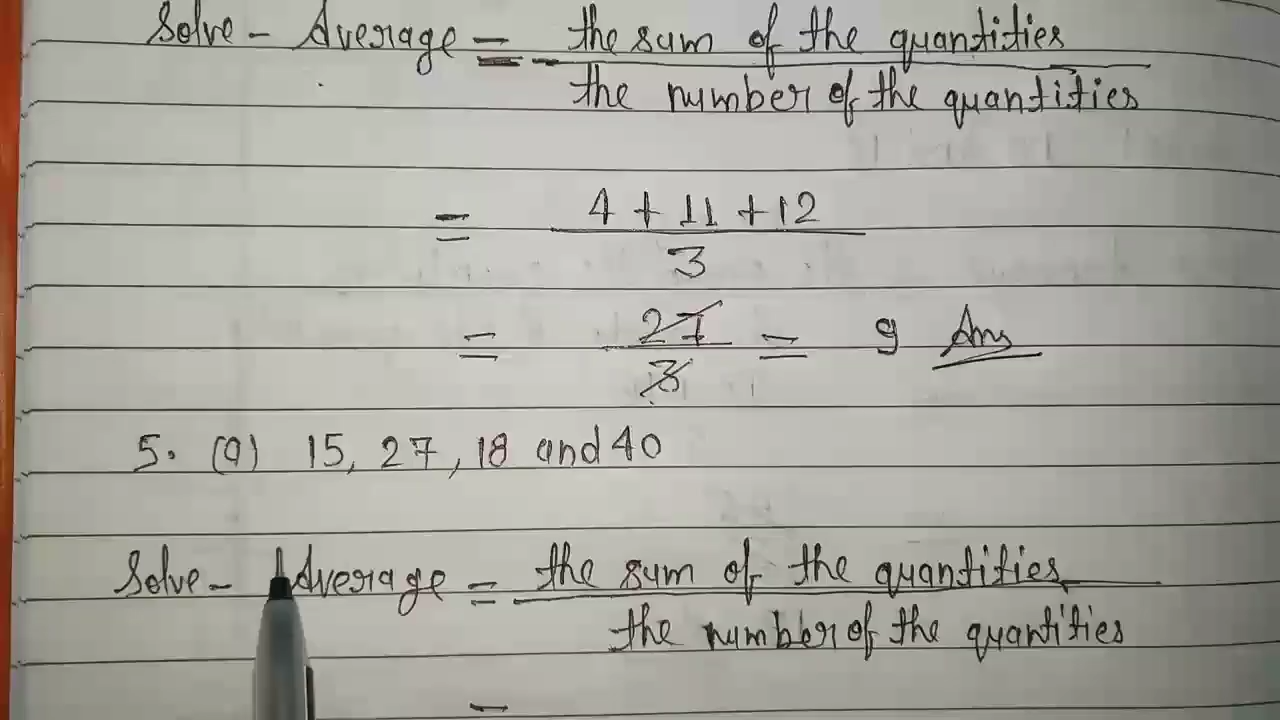 Solve - Average = the sum of the quantities
the number of the quantities
= 4 + 11 + 12
3
= 27 = 9 Ans
3
5. (a) 15, 27, 18 and 40
Solve - Average = the sum of the quantities
the number of the quantities
=